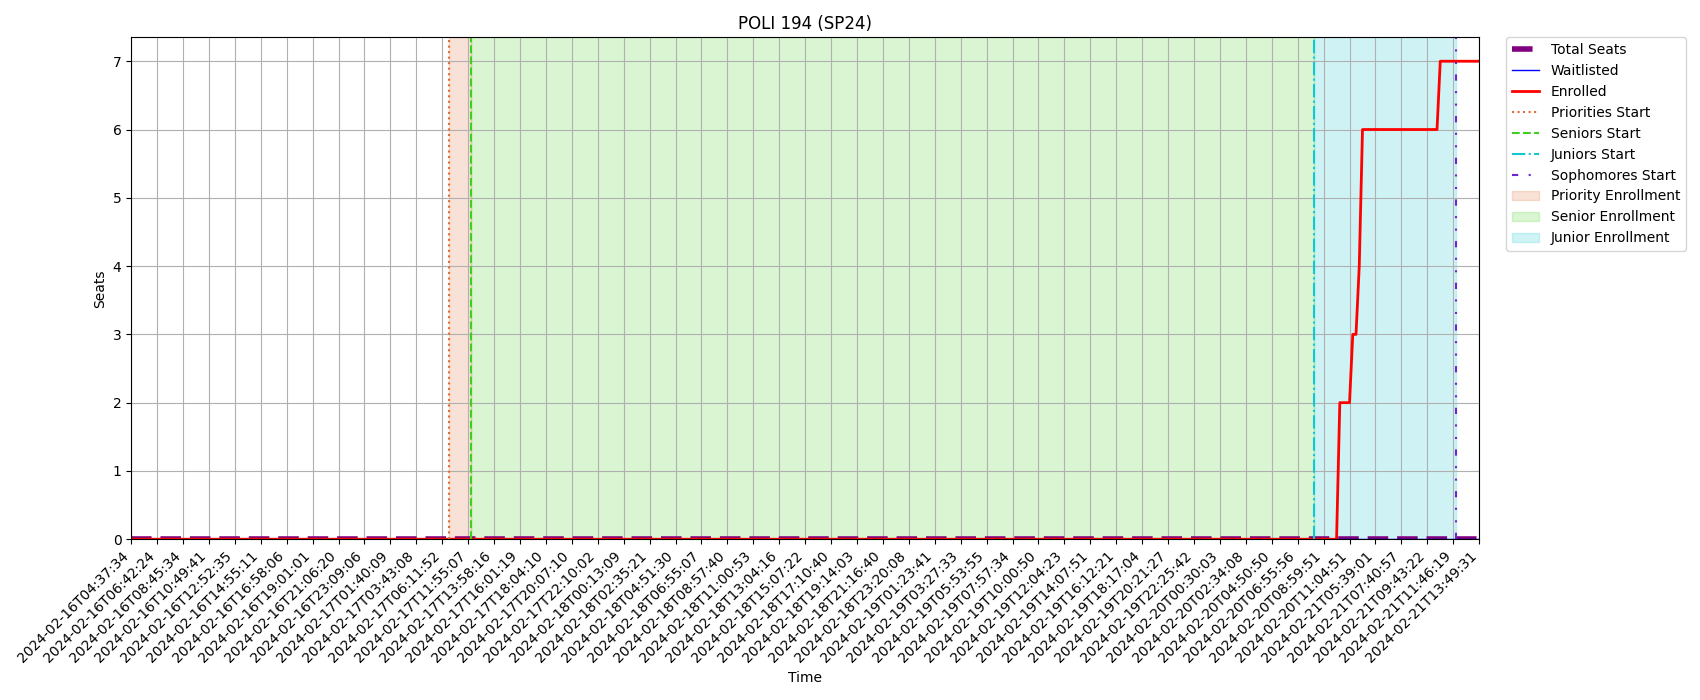 POLI 194 (SP24)
7
6
5
4
3
2
1
0
Seats
2024-02-16T04:37:34
2024-02-16T06:42:24
2024-02-16T08:45:34
2024-02-16T10:49:41
2024-02-16T12:52:35
2024-02-16T14:55:11
2024-02-16T16:58:06
2024-02-16T19:01:01
2024-02-16T21:06:20
2024-02-16T23:09:06
2024-02-17T01:40:09
2024-02-17T03:43:08
2024-02-17T06:11:52
2024-02-17T11:55:07
2024-02-17T13:58:16
2024-02-17T16:01:19
2024-02-17T18:04:10
2024-02-17T20:07:10
2024-02-17T22:10:02
2024-02-18T00:13:09
2024-02-18T02:35:21
2024-02-18T04:51:30
2024-02-18T06:55:07
2024-02-18T08:57:40
2024-02-18T11:00:53
2024-02-18T13:04:16
2024-02-18T15:07:22
2024-02-18T17:10:40
2024-02-18T19:14:03
2024-02-18T21:16:40
2024-02-18T23:20:08
2024-02-19T01:23:41
2024-02-19T03:27:33
2024-02-19T05:53:55
2024-02-19T07:57:34
2024-02-19T10:00:50
2024-02-19T12:04:23
2024-02-19T14:07:51
2024-02-19T16:12:21
2024-02-19T18:17:04
2024-02-19T20:21:27
2024-02-19T22:25:42
2024-02-20T00:30:03
2024-02-20T02:34:08
2024-02-20T04:50:50
2024-02-20T06:55:56
2024-02-20T08:59:51
2024-02-20T11:04:51
2024-02-21T05:39:01
2024-02-21T07:40:57
2024-02-21T09:43:22
2024-02-21T11:46:19
2024-02-21T13:49:31
Time
Total Seats
Waitlisted
Enrolled
Priorities Start
Seniors Start
Juniors Start
Sophomores Start
Priority Enrollment
Senior Enrollment
Junior Enrollment